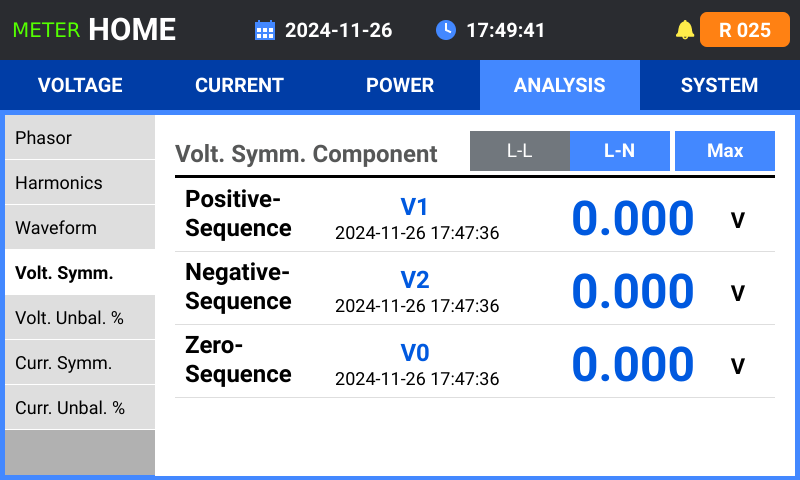 METER HOME 2024-11-26 17:49:41 R 025
VOLTAGE CURRENT POWER ANALYSIS SYSTEM
Phasor
Harmonics
Waveform
Volt. Symm.
Volt. Unbal. %
Curr. Symm.
Curr. Unbal. %
Volt. Symm. Component L-L L-N Max
Positive-
Sequence
V1
2024-11-26 17:47:36
0.000 V
Negative-
Sequence
V2
2024-11-26 17:47:36
0.000 V
Zero-
Sequence
V0
2024-11-26 17:47:36
0.000 V